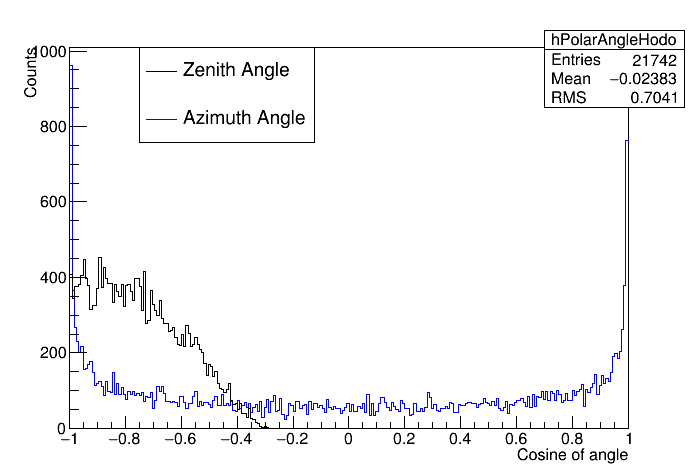 hPolarAngleHodo
Entries 21742
Mean −0.02383
RMS 0.7041
Zenith Angle
Azimuth Angle
Counts
1000
800
600
400
200
0
−1 −0.8 −0.6 −0.4 −0.2 0 0.2 0.4 0.6 0.8 1
Cosine of angle